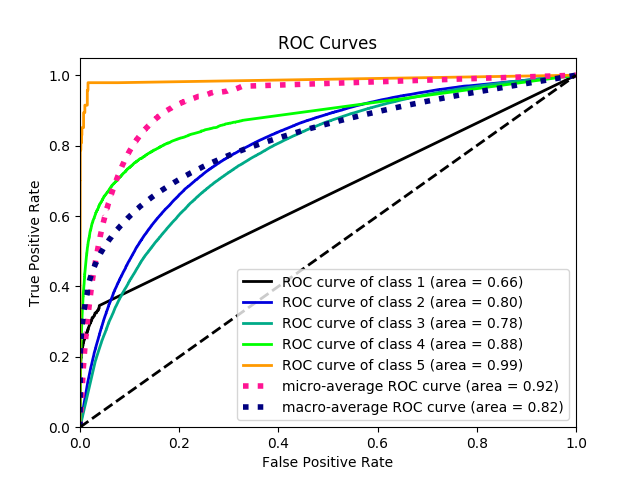 ROC Curves
True Positive Rate
1.0
0.8
0.6
0.4
0.2
0.0
ROC curve of class 1 (area = 0.66)
ROC curve of class 2 (area = 0.80)
ROC curve of class 3 (area = 0.78)
ROC curve of class 4 (area = 0.88)
ROC curve of class 5 (area = 0.99)
micro-average ROC curve (area = 0.92)
macro-average ROC curve (area = 0.82)
0.0 0.2 0.4 0.6 0.8 1.0
False Positive Rate